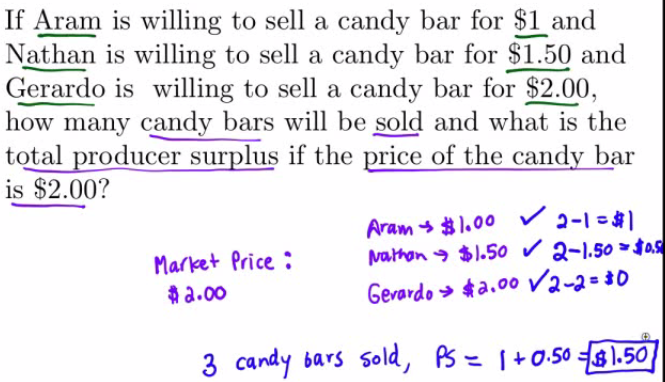 If Aram is willing to sell a candy bar for $1 and
Nathan is willing to sell a candy bar for $1.50 and
Gerardo is willing to sell a candy bar for $2.00,
how many candy bars will be sold and what is the
total producer surplus if the price of the candy bar
is $2.00?
Aram → $1.00 ✓ 2-1 = $1
Nathan → $1.50 ✓ 2-1.50 = $0.5
Market Price :
$2.00
Gerardo → $2.00 ✓ 2-2 = $0
3 candy bars sold, PS = 1 + 0.50 = $1.50